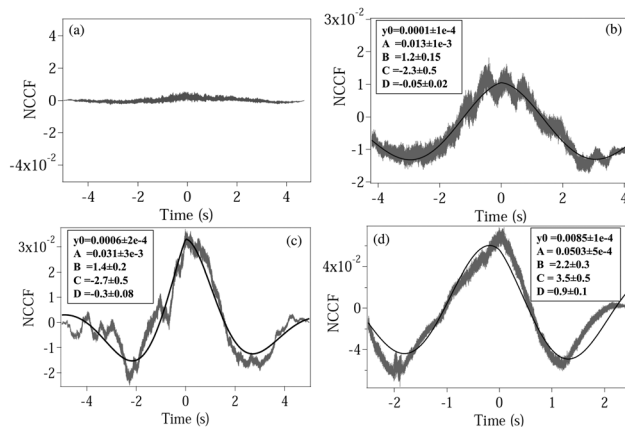 (a)
4
2
0
-2
-4x10-2
NCCF
-4 -2 0 2 4
Time (s)
3x10-2
2
1
0
-1
-2
NCCF
y0=0.0001±1e-4
A =0.013±1e-3
B =1.2±0.15
C =-2.3±0.5
D =-0.05±0.02
(b)
-4 -2 0 2 4
Time (s)
3x10-2
2
1
0
-1
-2
NCCF
y0=0.0006±2e-4
A =0.031±3e-3
B =1.4±0.2
C =-2.7±0.5
D =-0.3±0.08
(c)
-4 -2 0 2 4
Time (s)
(d)
4x10-2
0
-4
NCCF
y0 =0.0085±1e-4
A = 0.0503±5e-4
B = 2.2±0.3
C = 3.5±0.5
D = 0.9±0.1
-2 -1 0 1 2
Time (s)